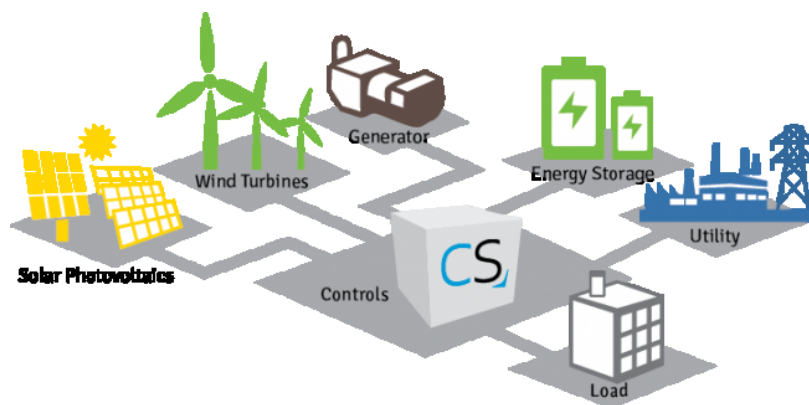 Generator
Wind Turbines
Energy Storage
Utility
Solar Photovoltaics
Controls
CS
Load